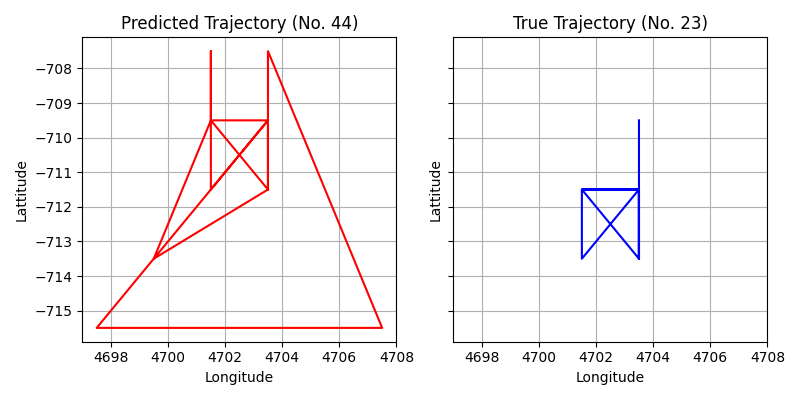 Predicted Trajectory (No. 44)
True Trajectory (No. 23)
Lattitude
−708
−709
−710
−711
−712
−713
−714
−715
4698 4700 4702 4704 4706 4708
Longitude
Lattitude
4698 4700 4702 4704 4706 4708
Longitude